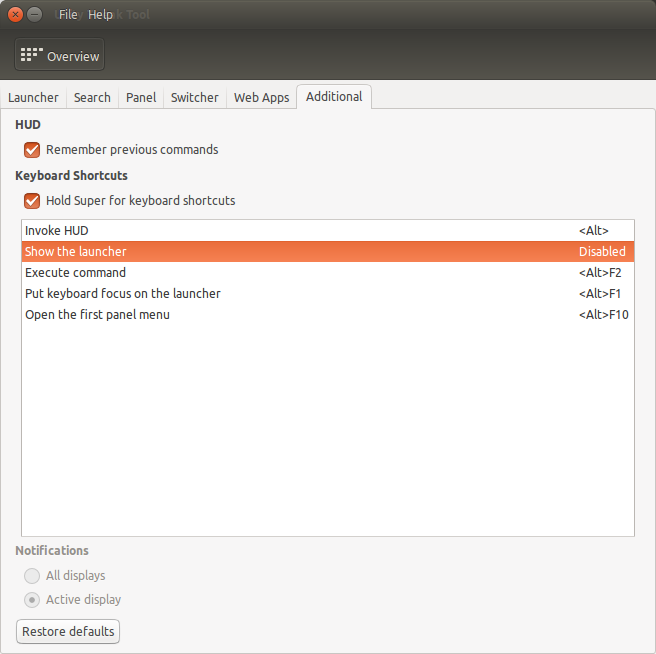 File Help
Overview
Launcher Search Panel Switcher Web Apps Additional
HUD
Remember previous commands
Keyboard Shortcuts
Hold Super for keyboard shortcuts
Invoke HUD <Alt>
Show the launcher Disabled
Execute command <Alt>F2
Put keyboard focus on the launcher <Alt>F1
Open the first panel menu <Alt>F10
Notifications
All displays
Active display
Restore defaults